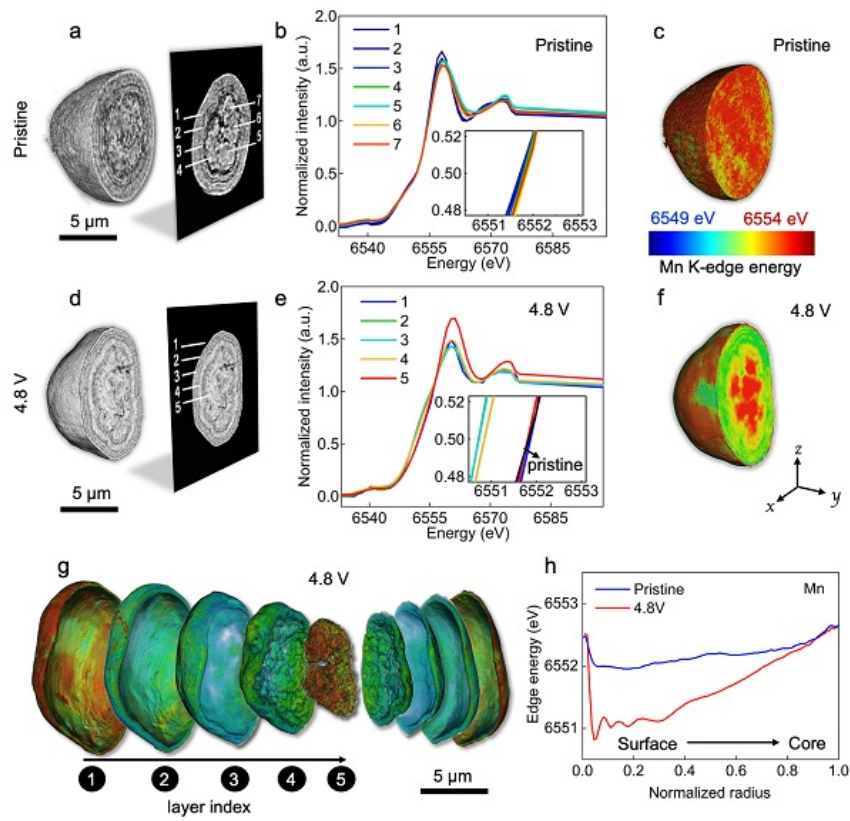 a
Pristine
1
2
3
4
7
6
5
5 μm
b
Pristine
Normalized intensity (a.u.)
2.0
1.5
1.0
0.5
0.0
1
2
3
4
5
6
7
0.52
0.50
0.48
6551 6552 6553
6540 6555 6570 6585
Energy (eV)
c
Pristine
6549 eV 6554 eV
Mn K-edge energy
d
4.8 V
1
2
3
4
5
5 μm
e
4.8 V
Normalized intensity (a.u.)
2.0
1.5
1.0
0.5
0.0
1
2
3
4
5
0.52
0.50
0.48
pristine
6551 6552 6553
6540 6555 6570 6585
Energy (eV)
f
4.8 V
z
x
y
g
4.8 V
1 2 3 4 5
layer index
5 μm
h
Pristine
4.8V
Mn
Edge energy (eV)
6553
6552
6551
Surface Core
0.0 0.2 0.4 0.6 0.8 1.0
Normalized radius